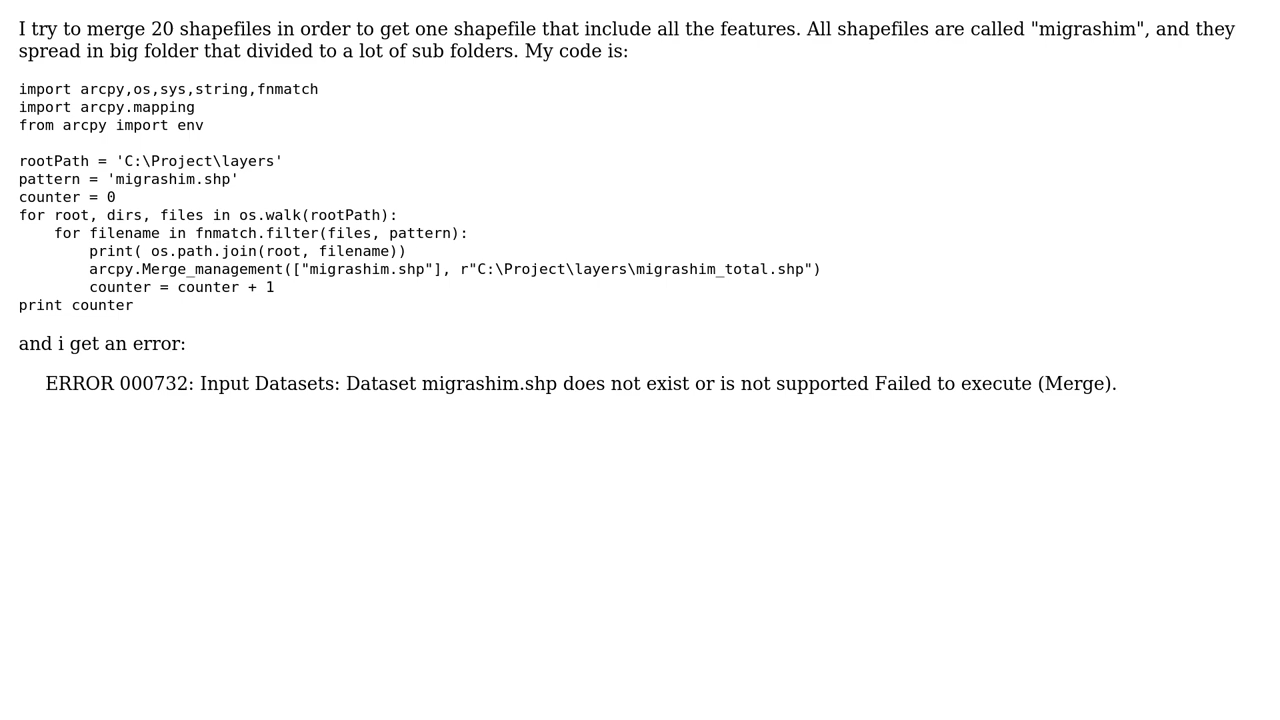 I try to merge 20 shapefiles in order to get one shapefile that include all the features. All shapefiles are called "migrashim", and they
spread in big folder that divided to a lot of sub folders. My code is:
import arcpy,os,sys,string,fnmatch
import arcpy.mapping
from arcpy import env
rootPath = 'C:\Project\layers'
pattern = 'migrashim.shp'
counter = 0
for root, dirs, files in os.walk(rootPath):
    for filename in fnmatch.filter(files, pattern):
        print( os.path.join(root, filename))
        arcpy.Merge_management(["migrashim.shp"], r"C:\Project\layers\migrashim_total.shp")
        counter = counter + 1
print counter
and i get an error:
ERROR 000732: Input Datasets: Dataset migrashim.shp does not exist or is not supported Failed to execute (Merge).